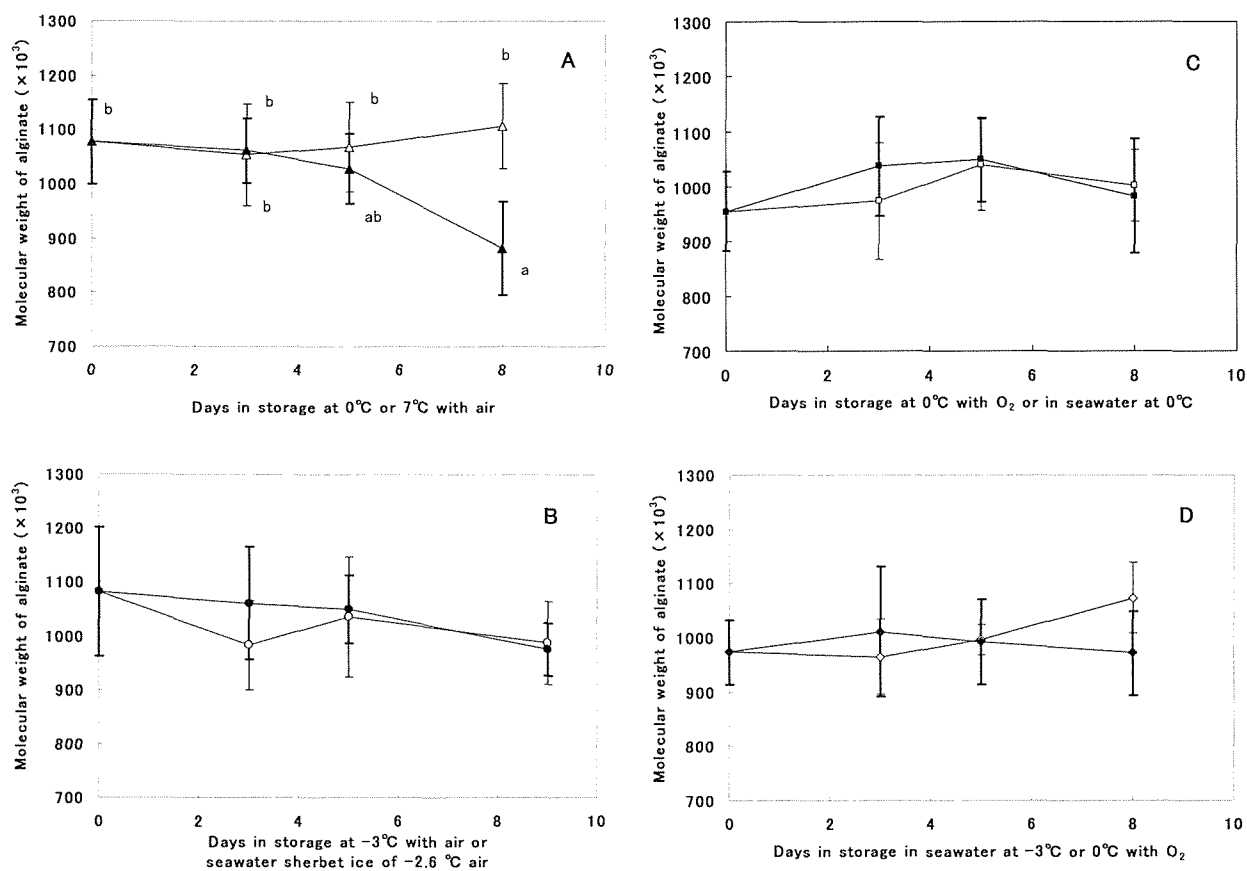 Molecular weight of alginate (×10³)
1300
1200
1100
1000
900
800
700
A
b
b
b
b
b
ab
a
0
2
4
6
8
10
Days in storage at 0℃ or 7℃ with air
Molecular weight of alginate (×10³)
1300
1200
1100
1000
900
800
700
C
0
2
4
6
8
10
Days in storage at 0℃ with O₂ or in seawater at 0℃
Molecular weight of alginate (×10³)
1300
1200
1100
1000
900
800
700
B
0
2
4
6
8
10
Days in storage at -3℃ with air or
seawater sherbet ice of -2.6 ℃ air
Molecular weight of alginate (×10³)
1300
1200
1100
1000
900
800
700
D
0
2
4
6
8
10
Days in storage in seawater at -3℃ or 0℃ with O₂